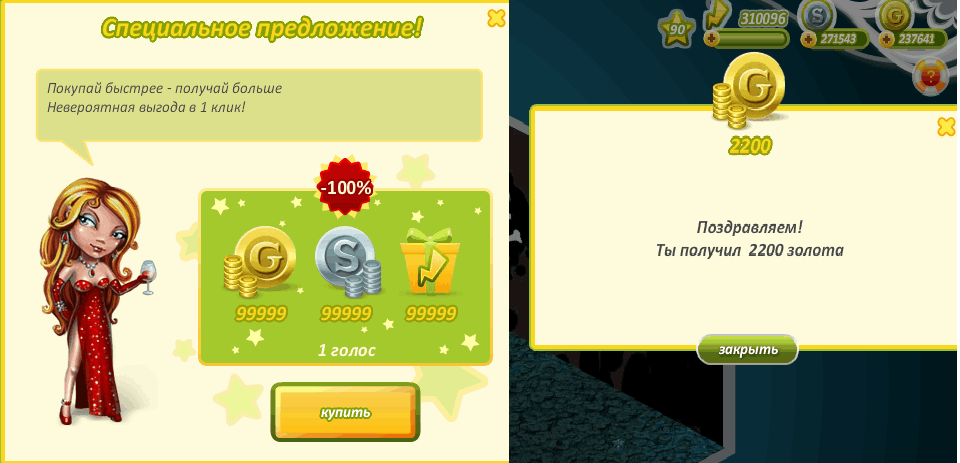 Специальное предложение!
Покупай быстрее - получай больше
Невероятная выгода в 1 клик!
-100%
G
S
99999
99999
99999
1 голос
купить
90
310096
S
G
271543
237641
?
G
2200
Поздравляем!
Ты получил 2200 золота
закрыть